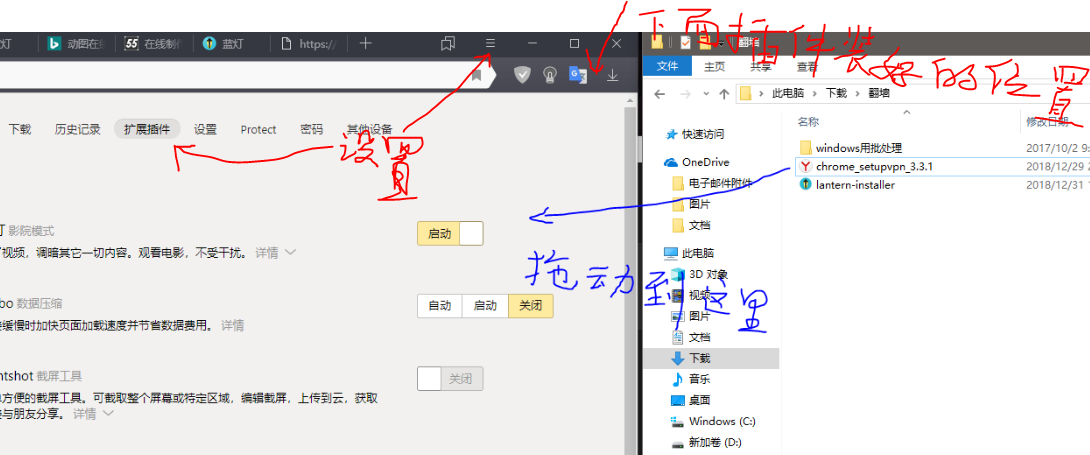 灯
动图在线
55 在线制作
蓝灯
https://
下面插件装好的位置
翻墙
文件
主页
共享
查看
此电脑 › 下载 › 翻墙
下载
历史记录
扩展插件
设置
Protect
密码
其他设备
设置
名称
修改日期
快速访问
windows用批处理
2017/10/2 9:
OneDrive
chrome_setupvpn_3.3.1
2018/12/29 2
电子邮件附件
lantern-installer
2018/12/31 1
图片
文档
灯 影院模式
启动
视频，调暗其它一切内容。观看电影，不受干扰。 详情
此电脑
拖动到这里
3D 对象
视频
bo 数据压缩
自动
启动
关闭
接缓慢时加快页面加载速度并节省数据费用。 详情
图片
文档
下载
ntshot 截屏工具
关闭
音乐
单方便的截屏工具。可截取整个屏幕或特定区域，编辑截屏，上传到云，获取
接与朋友分享。 详情
桌面
Windows (C:)
新加卷 (D:)